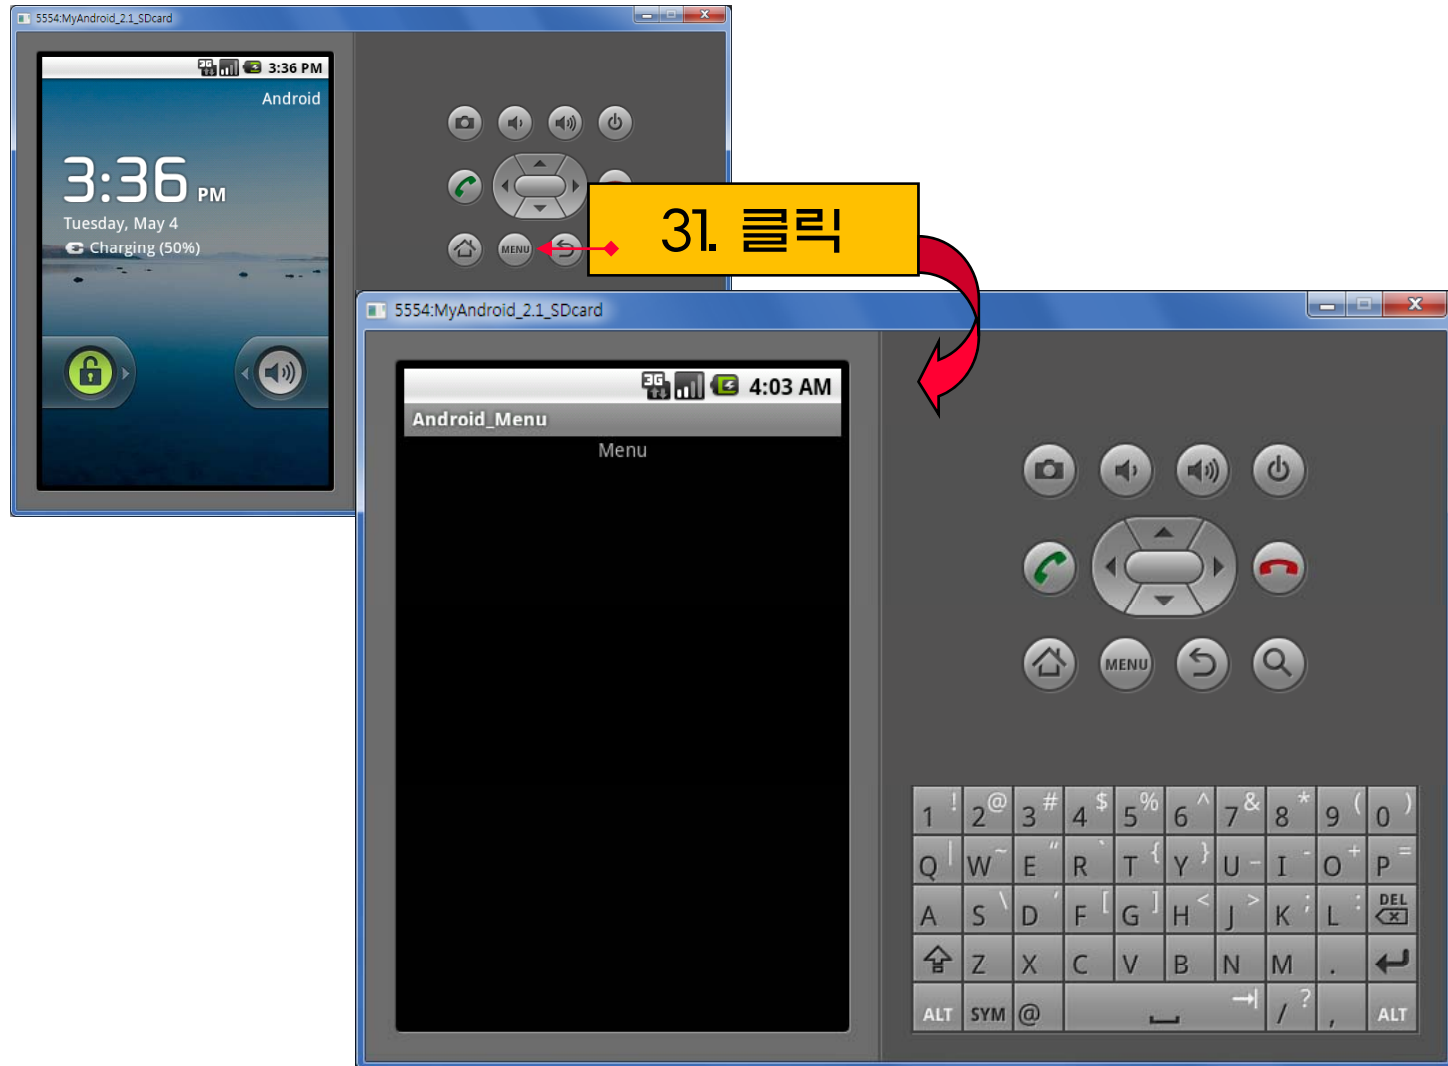 5554:MyAndroid_2.1_SDcard
3G 3:36 PM
Android
3:36 PM
Tuesday, May 4
Charging (50%)
MENU
31. 클릭
5554:MyAndroid_2.1_SDcard
3G 4:03 AM
Android_Menu
Menu
MENU
1 ! 2 @ 3 # 4 $ 5 % 6 ^ 7 & 8 * 9 ( 0 )
Q | W ~ E " R ` T { Y } U _ I - O + P =
A S \ D ' F [ G ] H < J > K ; L : DEL
Z X C V B N M .
ALT SYM @ / ? , ALT